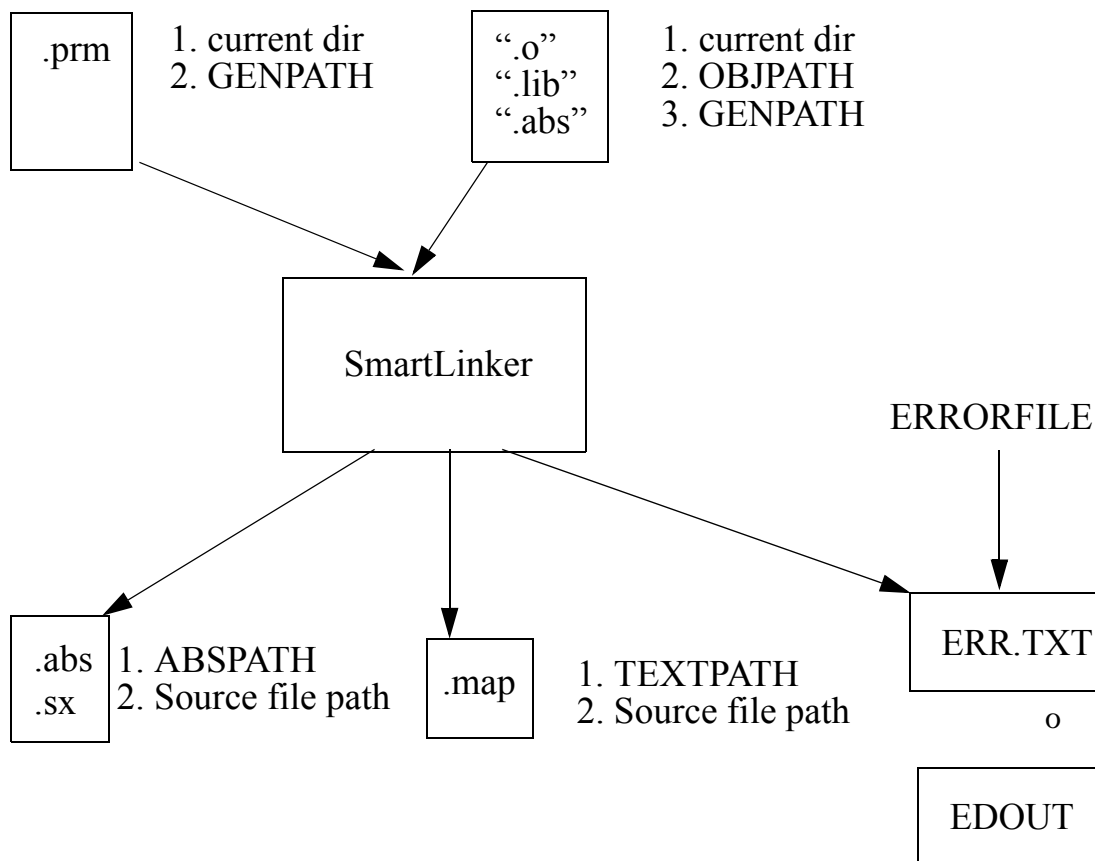 .prm
1. current dir
2. GENPATH
“.o”
“.lib”
“.abs”
1. current dir
2. OBJPATH
3. GENPATH
SmartLinker
ERRORFILE
.abs
.sx
1. ABSPATH
2. Source file path
.map
1. TEXTPATH
2. Source file path
ERR.TXT
o
EDOUT